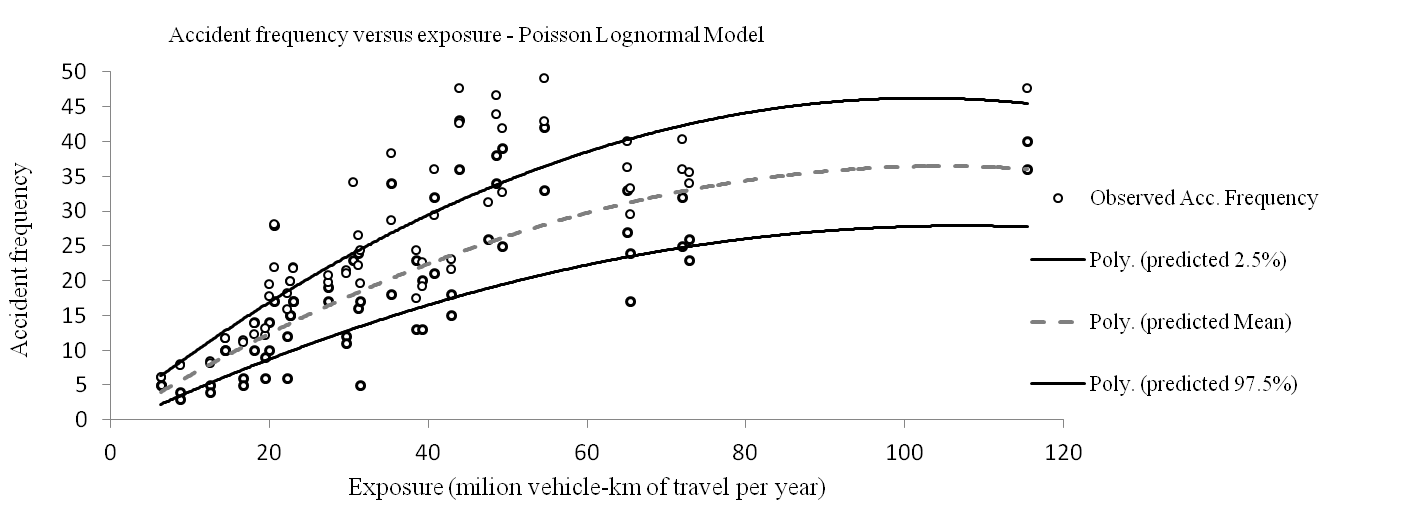 Accident frequency versus exposure - Poisson Lognormal Model
Accident frequency
50
45
40
35
30
25
20
15
10
5
0
0 20 40 60 80 100 120
Exposure (milion vehicle-km of travel per year)
Observed Acc. Frequency
Poly. (predicted 2.5%)
Poly. (predicted Mean)
Poly. (predicted 97.5%)